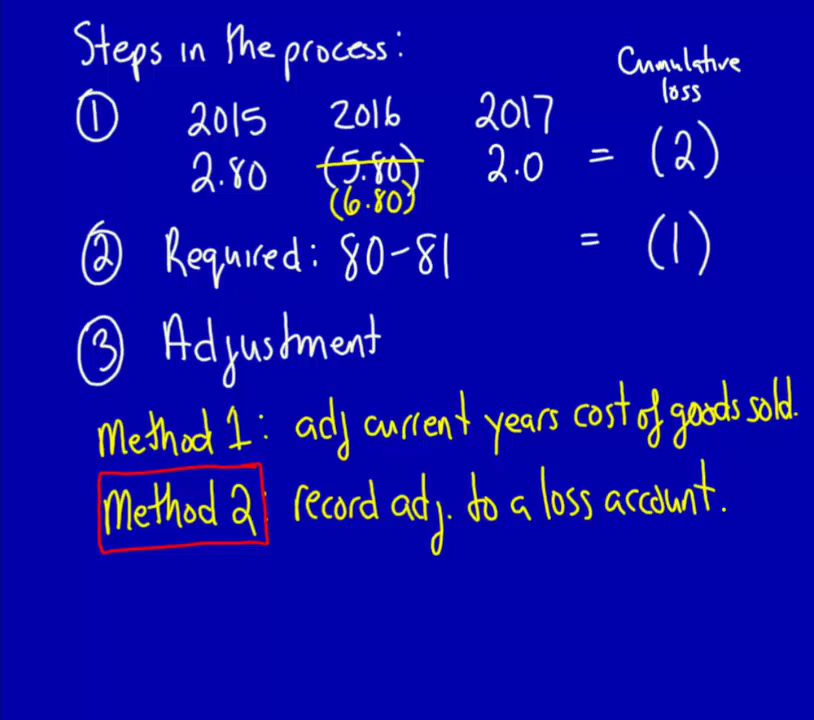 Steps in the process:
Cumulative
loss
① 2015 2016 2017
2.80 (5.80) 2.0 = (2)
(6.80)
② Required: 80-81 = (1)
③ Adjustment
Method 1: adj current years cost of goods sold.
Method 2: record adj. to a loss account.